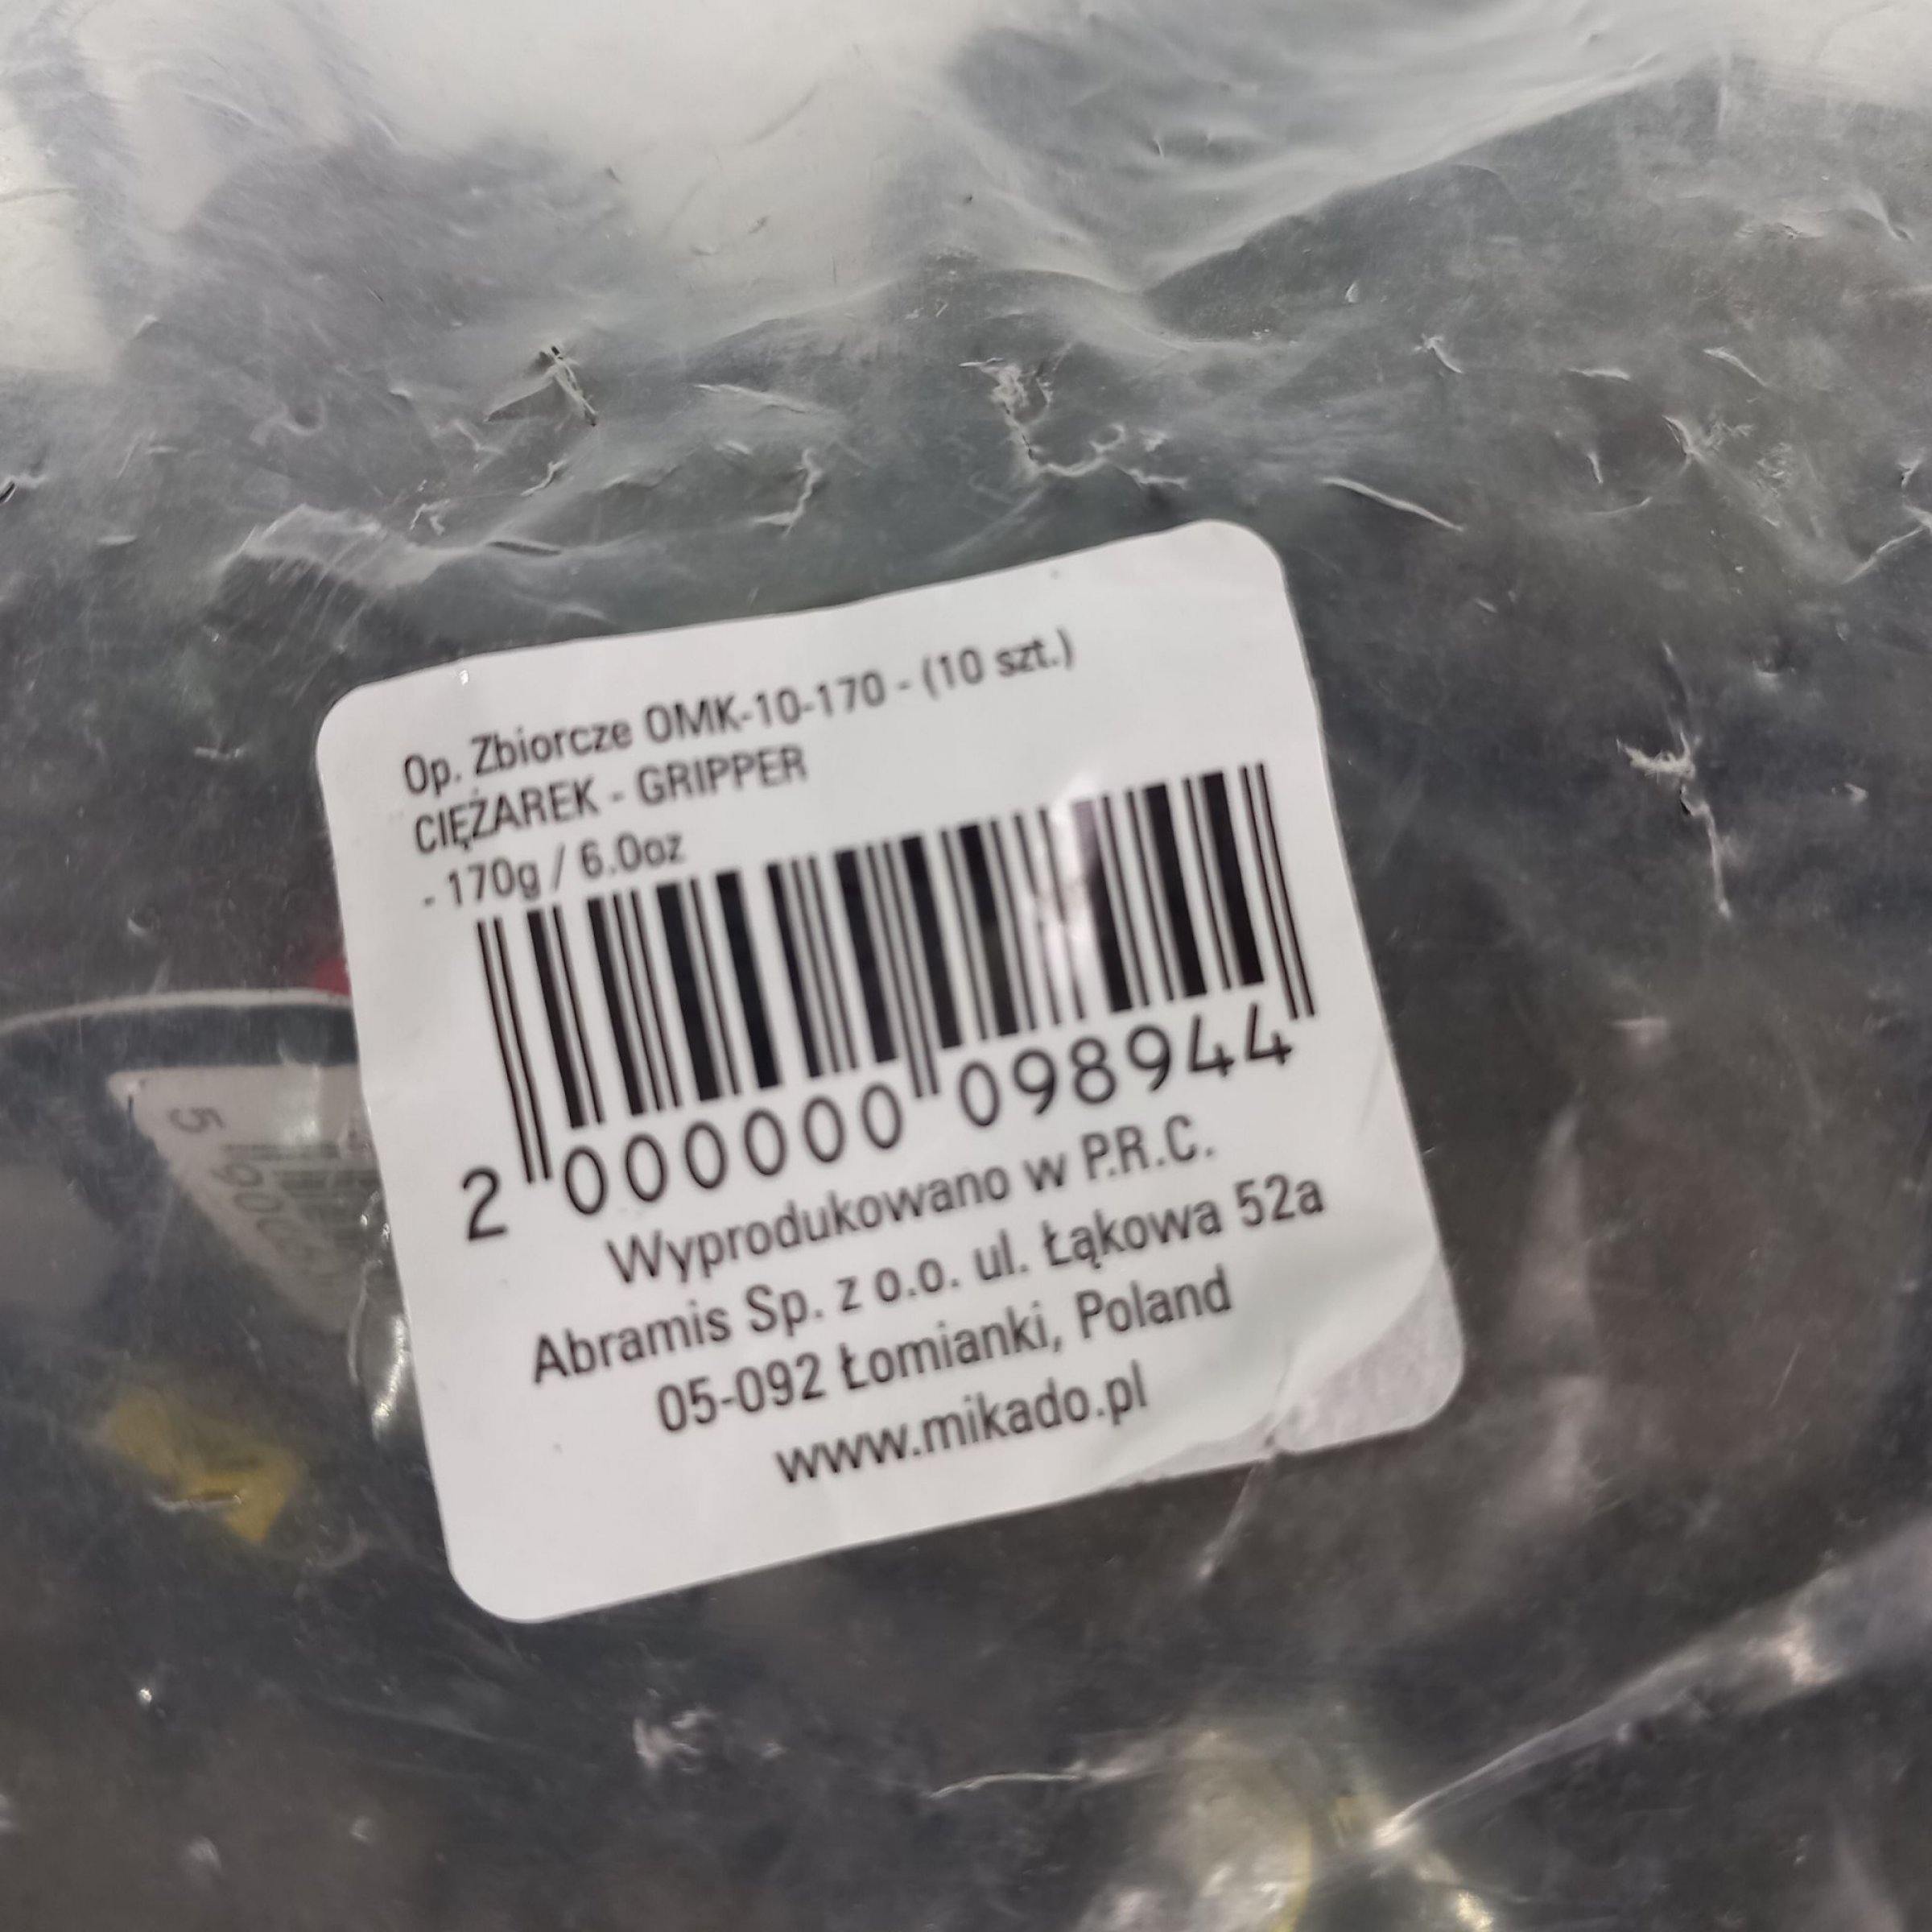 Op. Zbiorcze OMK-10-170 - (10 szt.)
CIĘŻAREK - GRIPPER
- 170g / 6.0oz
2 000000 098944
Wyprodukowano w P.R.C.
Abramis Sp. z o.o. ul. Łąkowa 52a
05-092 Łomianki, Poland
www.mikado.pl